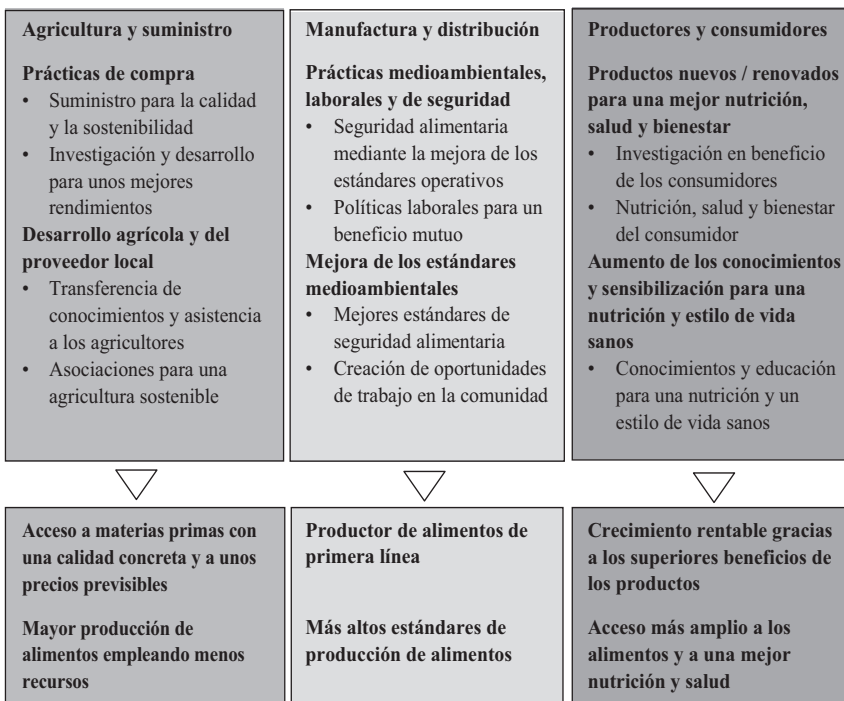 Agricultura y suministro
Prácticas de compra
• Suministro para la calidad
y la sostenibilidad
• Investigación y desarrollo
para unos mejores
rendimientos
Desarrollo agrícola y del
proveedor local
• Transferencia de
conocimientos y asistencia
a los agricultores
• Asociaciones para una
agricultura sostenible
Manufactura y distribución
Prácticas medioambientales,
laborales y de seguridad
• Seguridad alimentaria
mediante la mejora de los
estándares operativos
• Políticas laborales para un
beneficio mutuo
Mejora de los estándares
medioambientales
• Mejores estándares de
seguridad alimentaria
• Creación de oportunidades
de trabajo en la comunidad
Productores y consumidores
Productos nuevos / renovados
para una mejor nutrición,
salud y bienestar
• Investigación en beneficio
de los consumidores
• Nutrición, salud y bienestar
del consumidor
Aumento de los conocimientos
y sensibilización para una
nutrición y estilo de vida
sanos
• Conocimientos y educación
para una nutrición y un
estilo de vida sanos
Acceso a materias primas con
una calidad concreta y a unos
precios previsibles
Mayor producción de
alimentos empleando menos
recursos
Productor de alimentos de
primera línea
Más altos estándares de
producción de alimentos
Crecimiento rentable gracias
a los superiores beneficios de
los productos
Acceso más amplio a los
alimentos y a una mejor
nutrición y salud